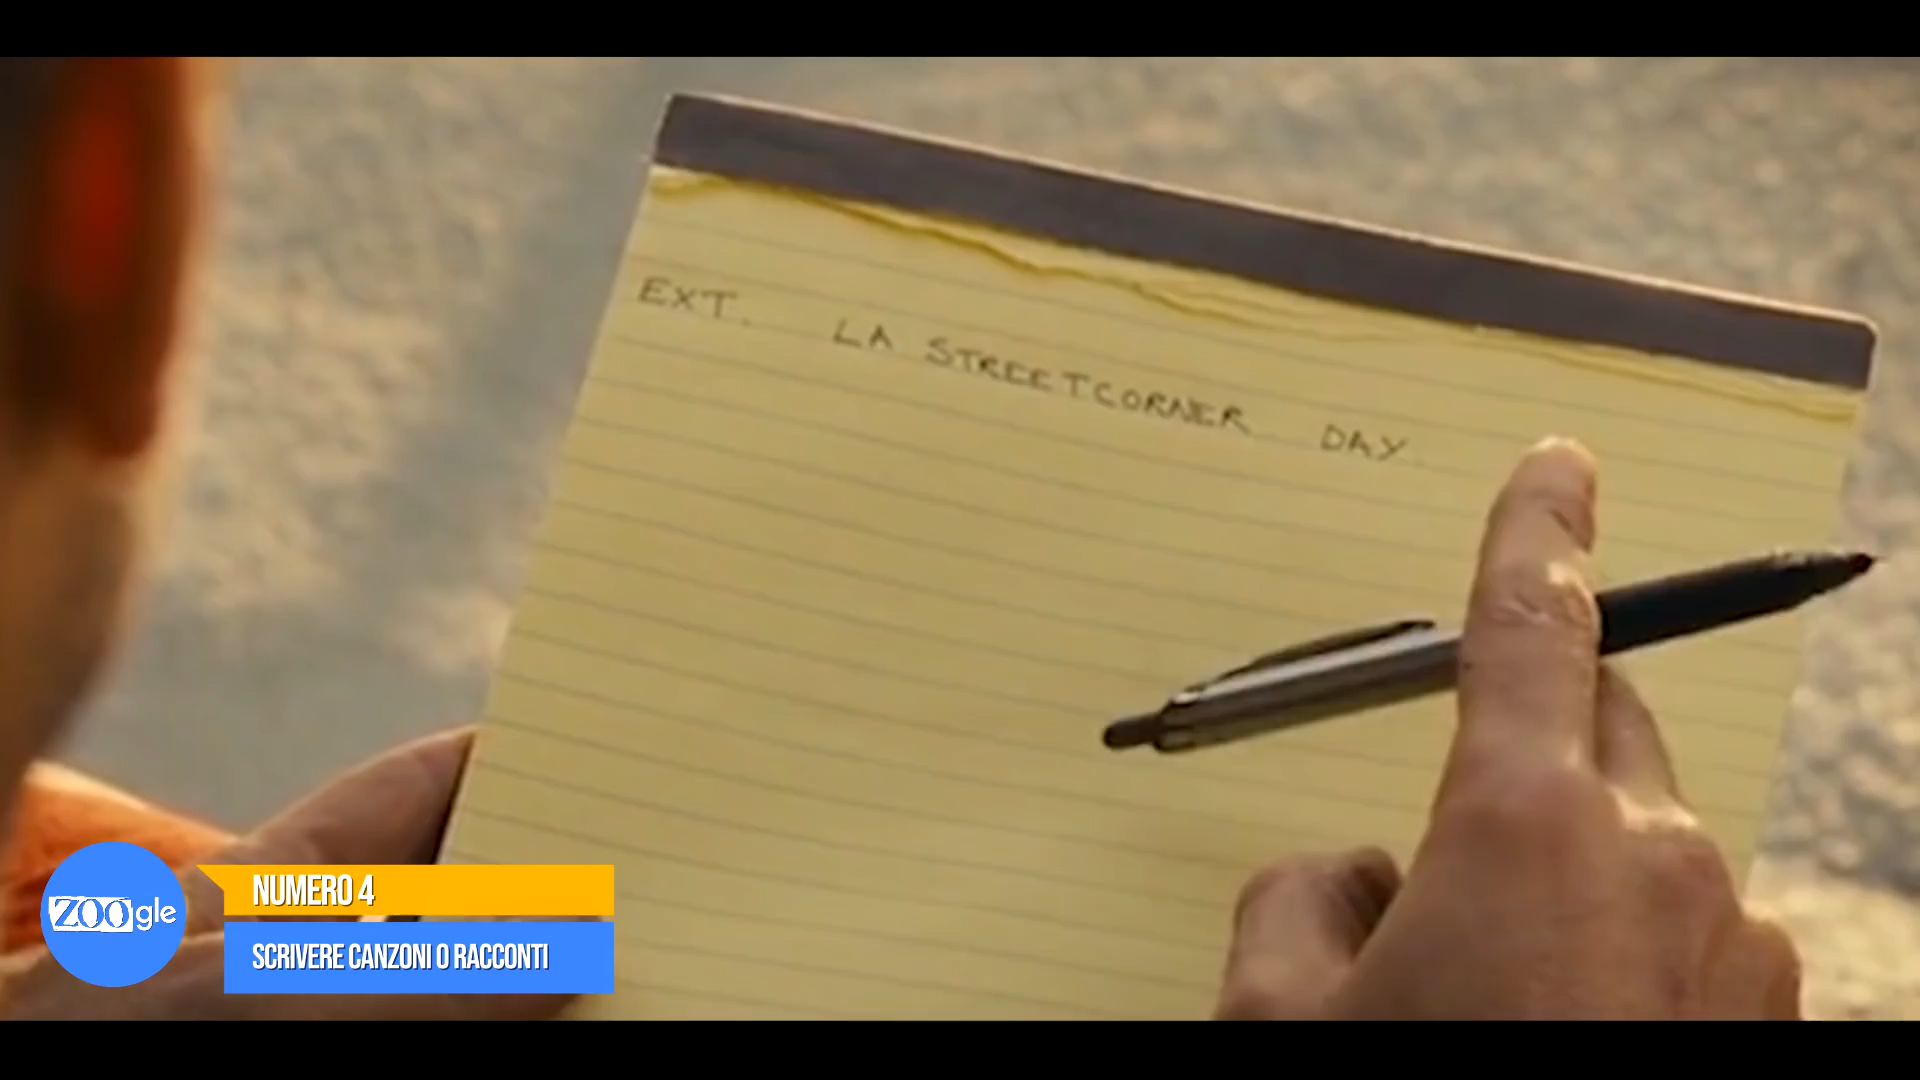 EXT. LA STREETCORNER DAY
ZOOgle
NUMERO 4
SCRIVERE CANZONI O RACCONTI